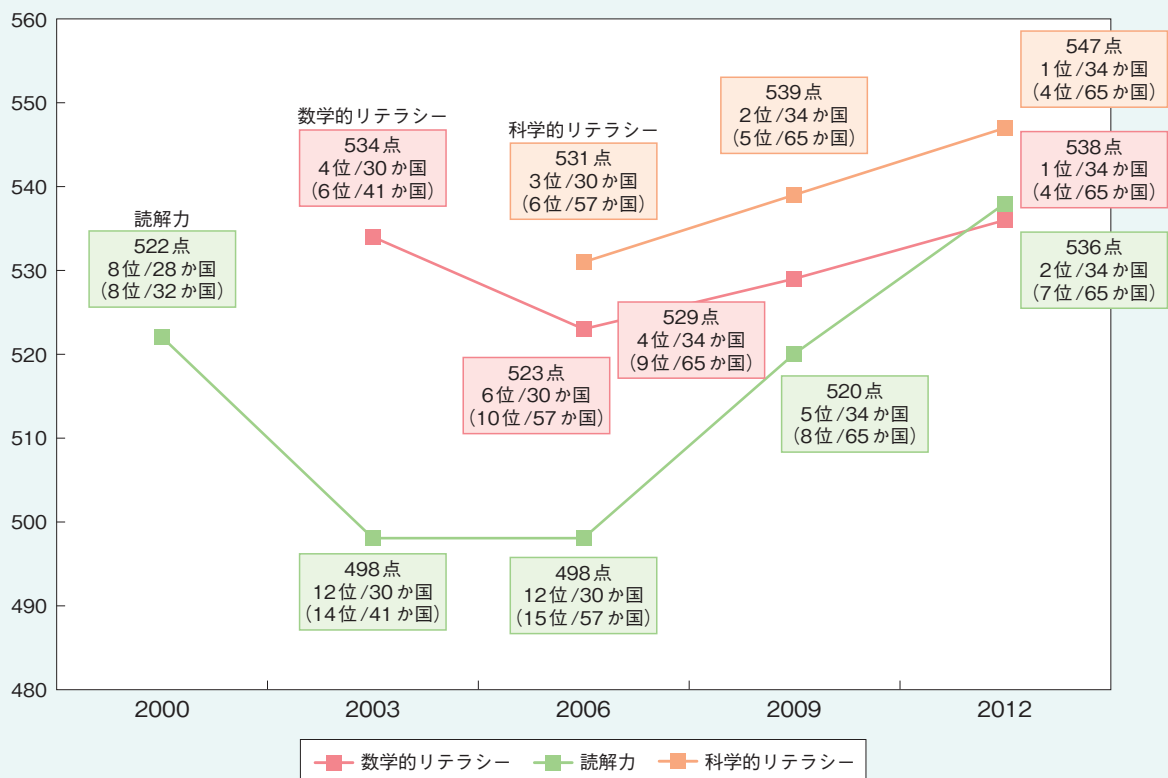 560
550
540
530
520
510
500
490
480
読解力
522点
8位/28か国
(8位/32か国)
数学的リテラシー
534点
4位/30か国
(6位/41か国)
498点
12位/30か国
(14位/41か国)
科学的リテラシー
531点
3位/30か国
(6位/57か国)
523点
6位/30か国
(10位/57か国)
498点
12位/30か国
(15位/57か国)
539点
2位/34か国
(5位/65か国)
529点
4位/34か国
(9位/65か国)
520点
5位/34か国
(8位/65か国)
547点
1位/34か国
(4位/65か国)
538点
1位/34か国
(4位/65か国)
536点
2位/34か国
(7位/65か国)
2000 2003 2006 2009 2012
数学的リテラシー 読解力 科学的リテラシー